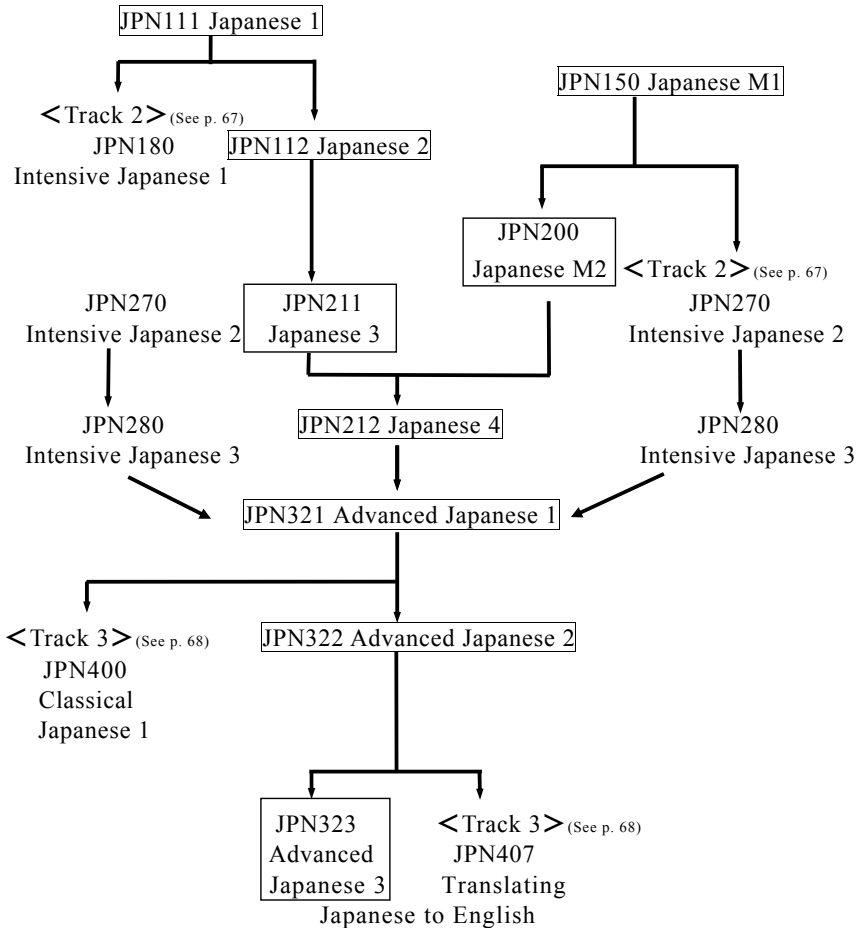 JPN111 Japanese 1
JPN150 Japanese M1
＜Track 2＞(See p. 67)
JPN180
Intensive Japanese 1
JPN112 Japanese 2
JPN200
Japanese M2
＜Track 2＞(See p. 67)
JPN270
Intensive Japanese 2
JPN211
Japanese 3
JPN270
Intensive Japanese 2
JPN280
Intensive Japanese 3
JPN212 Japanese 4
JPN280
Intensive Japanese 3
JPN321 Advanced Japanese 1
＜Track 3＞(See p. 68)
JPN400
Classical
Japanese 1
JPN322 Advanced Japanese 2
JPN323
Advanced
Japanese 3
＜Track 3＞(See p. 68)
JPN407
Translating
Japanese to English